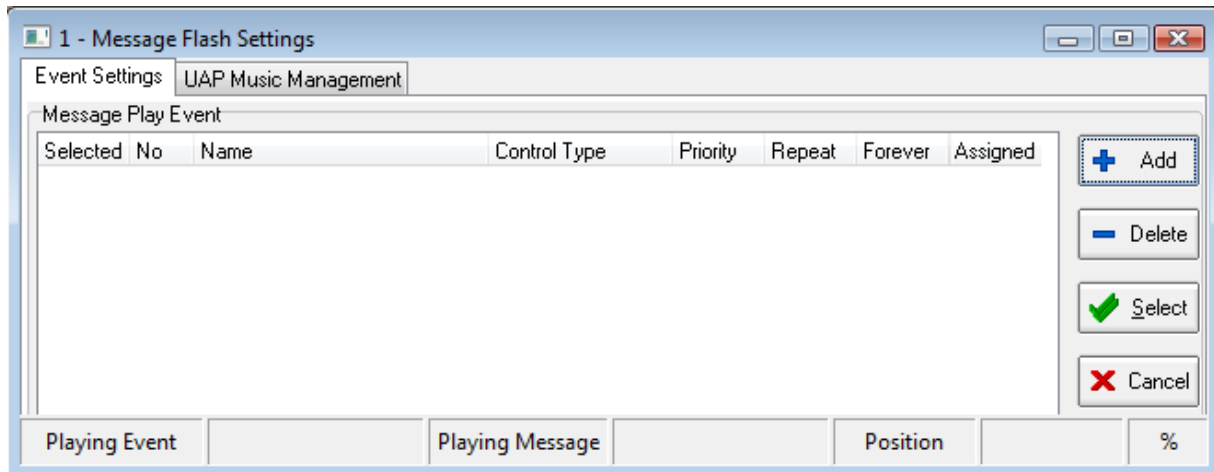 1 - Message Flash Settings
Event Settings UAP Music Management
Message Play Event
Selected No Name Control Type Priority Repeat Forever Assigned
Add
Delete
Select
Cancel
Playing Event Playing Message Position %